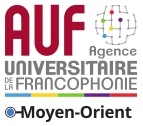 AUF
Agence
UNIVERSITAIRE
DE LA FRANCOPHONIE
Moyen-Orient